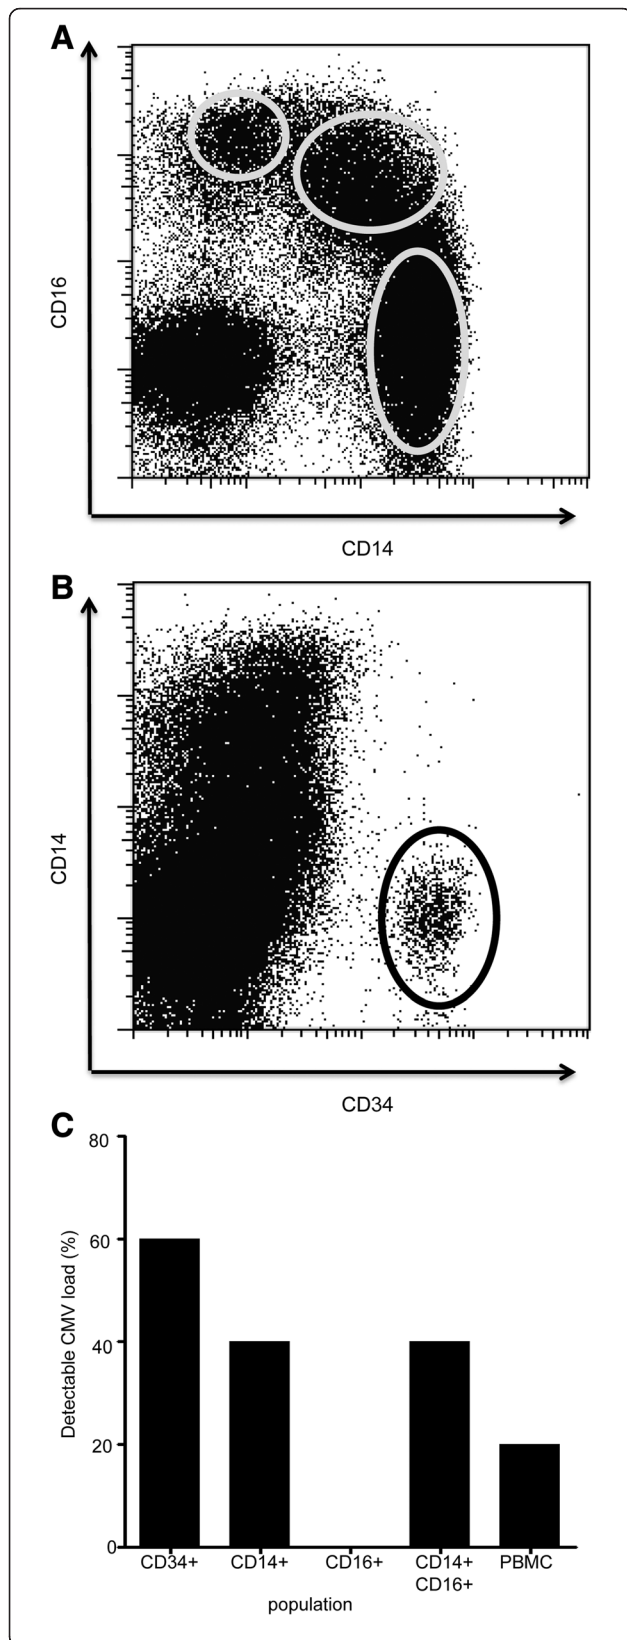 A
CD16
CD14
B
CD14
CD34
C
Detectable CMV load (%)
80
60
40
20
0
CD34+ CD14+ CD16+ CD14+ PBMC
CD16+
population